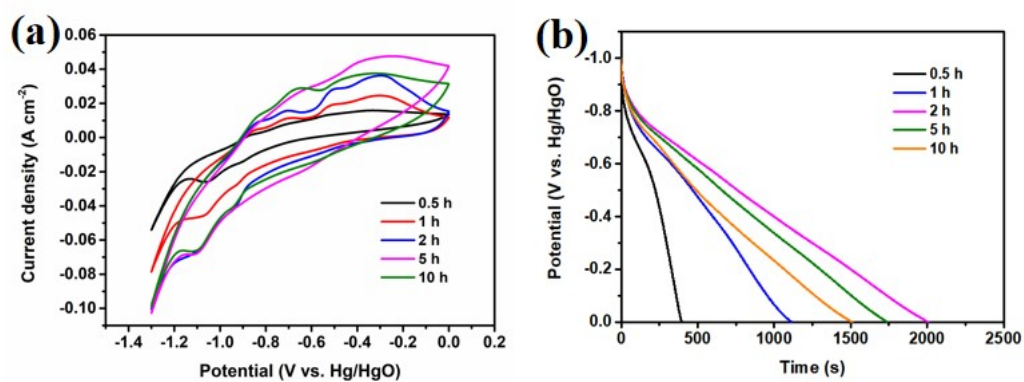 (a)
0.06
0.04
0.02
0.00
-0.02
-0.04
-0.06
-0.08
-0.10
Current density (A cm-2)
0.5 h
1 h
2 h
5 h
10 h
-1.4 -1.2 -1.0 -0.8 -0.6 -0.4 -0.2 0.0 0.2
Potential (V vs. Hg/HgO)
(b)
-1.0
-0.8
-0.6
-0.4
-0.2
0.0
Potential (V vs. Hg/HgO)
0.5 h
1 h
2 h
5 h
10 h
0 500 1000 1500 2000 2500
Time (s)